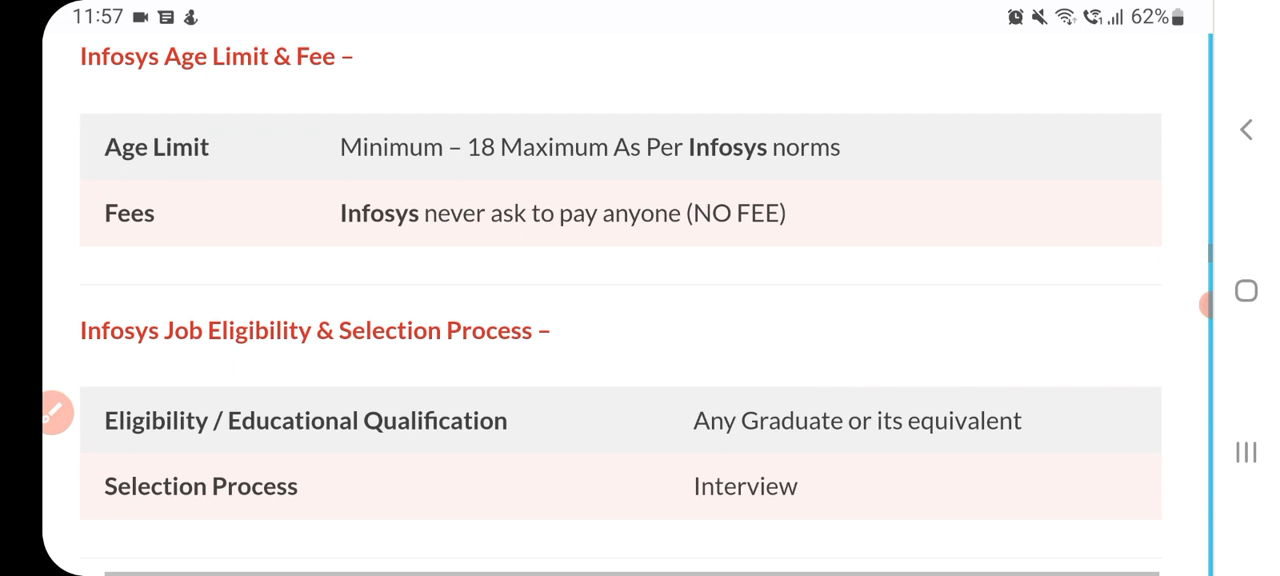 11:57 62%
Infosys Age Limit & Fee –
Age Limit Minimum – 18 Maximum As Per Infosys norms
Fees Infosys never ask to pay anyone (NO FEE)
Infosys Job Eligibility & Selection Process –
Eligibility / Educational Qualification Any Graduate or its equivalent
Selection Process Interview